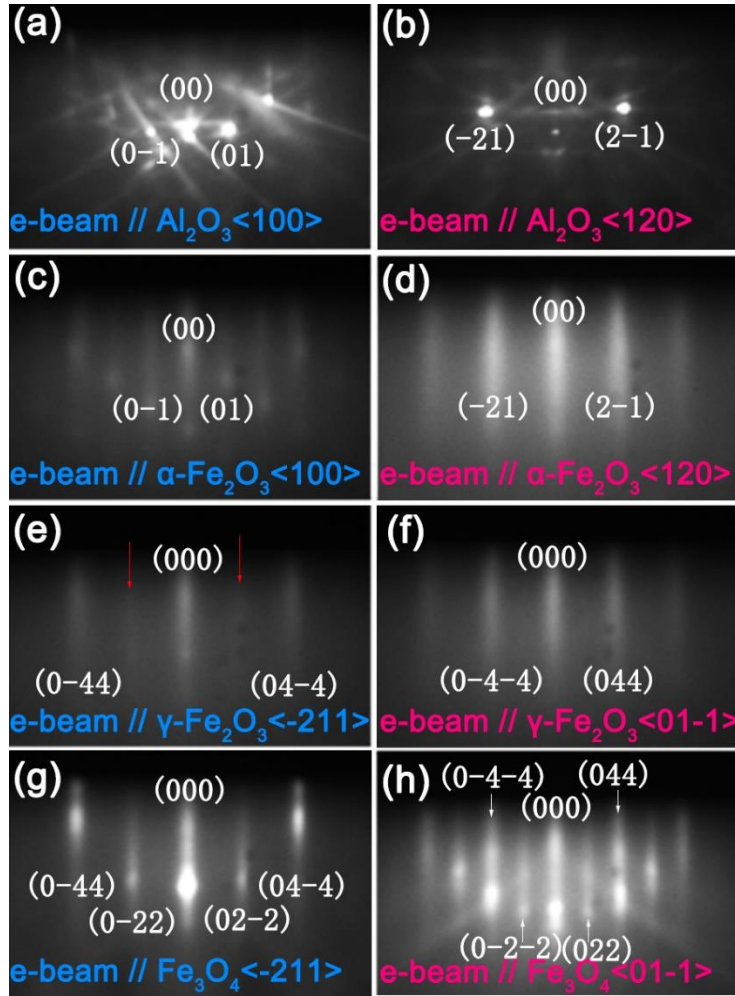 (a)
(00)
(0-1)
(01)
e-beam // Al₂O₃<100>
(b)
(00)
(-21)
(2-1)
e-beam // Al₂O₃<120>
(c)
(00)
(0-1)
(01)
e-beam // α-Fe₂O₃<100>
(d)
(00)
(-21)
(2-1)
e-beam // α-Fe₂O₃<120>
(e)
(000)
(0-44)
(04-4)
e-beam // γ-Fe₂O₃<-211>
(f)
(000)
(0-4-4)
(044)
e-beam // γ-Fe₂O₃<01-1>
(g)
(000)
(0-44)
(04-4)
(0-22)
(02-2)
e-beam // Fe₃O₄<-211>
(h)
(0-4-4)
(044)
(000)
(0-2-2)
(022)
e-beam // Fe₃O₄<01-1>